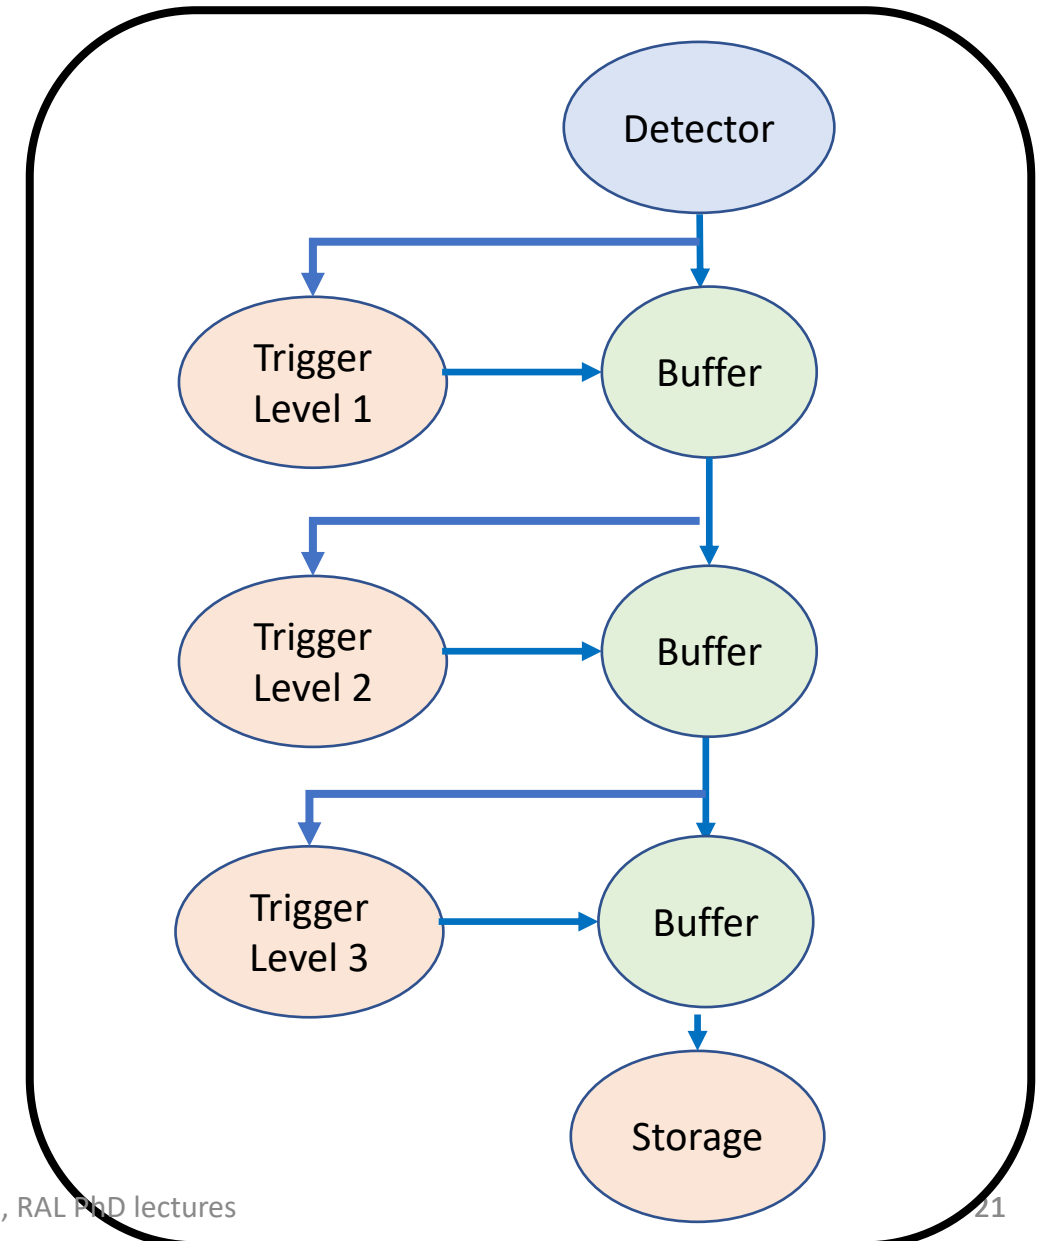 Detector
Trigger
Level 1
Buffer
Trigger
Level 2
Buffer
Trigger
Level 3
Buffer
Storage
, RAL PhD lectures
21